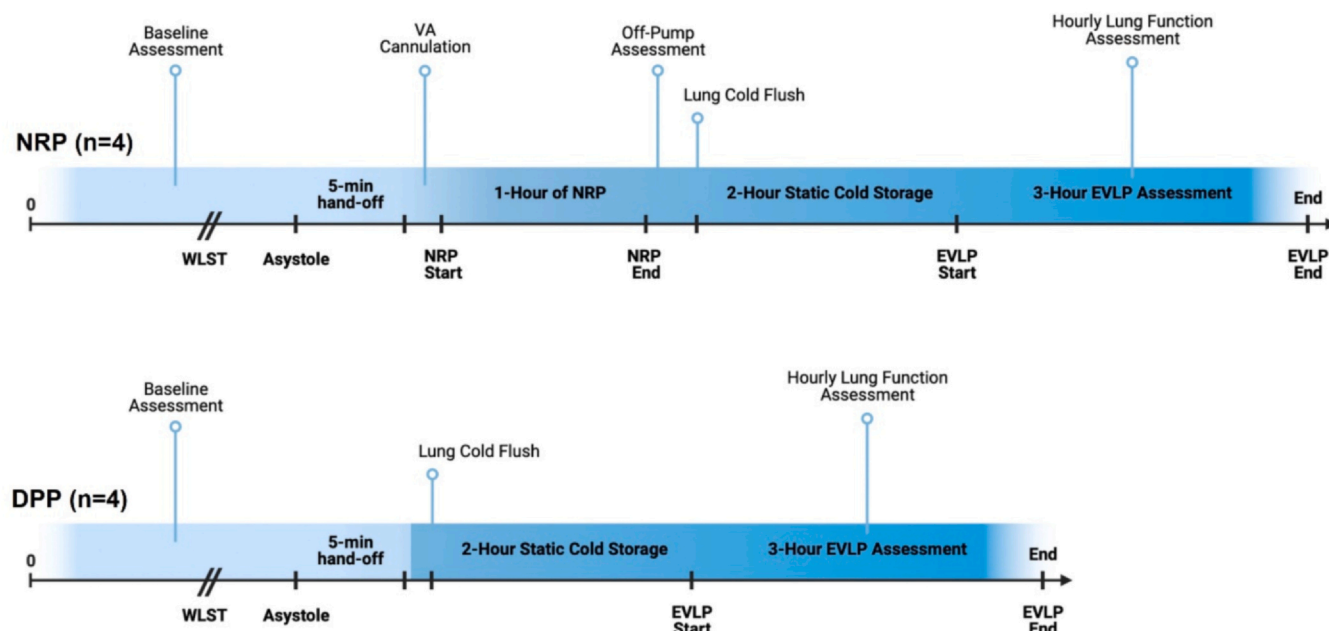 Baseline
Assessment
VA
Cannulation
Off-Pump
Assessment
Hourly Lung Function
Assessment
Lung Cold Flush
NRP (n=4)
0
5-min
hand-off
1-Hour of NRP
2-Hour Static Cold Storage
3-Hour EVLP Assessment
End
WLST
Asystole
NRP
Start
NRP
End
EVLP
Start
EVLP
End
Baseline
Assessment
Hourly Lung Function
Assessment
Lung Cold Flush
DPP (n=4)
0
5-min
hand-off
2-Hour Static Cold Storage
3-Hour EVLP Assessment
End
WLST
Asystole
EVLP
Start
EVLP
End